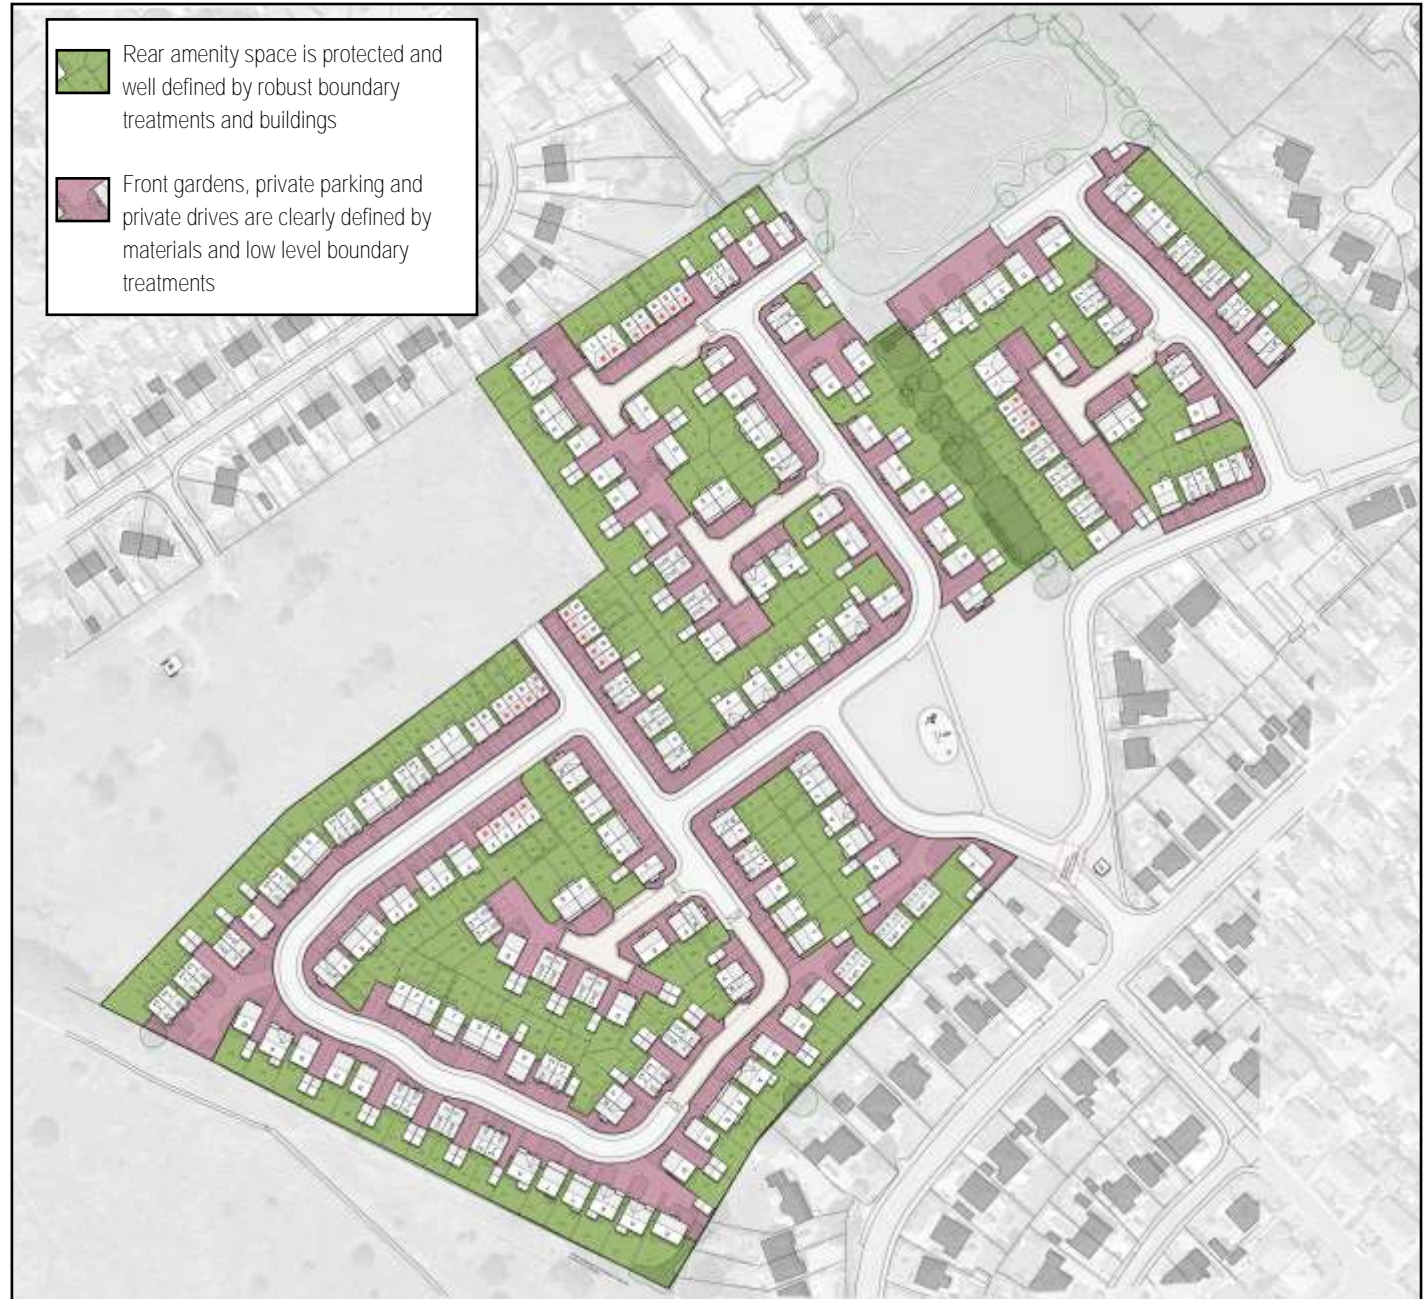 Rear amenity space is protected and
well defined by robust boundary
treatments and buildings
Front gardens, private parking and
private drives are clearly defined by
materials and low level boundary
treatments